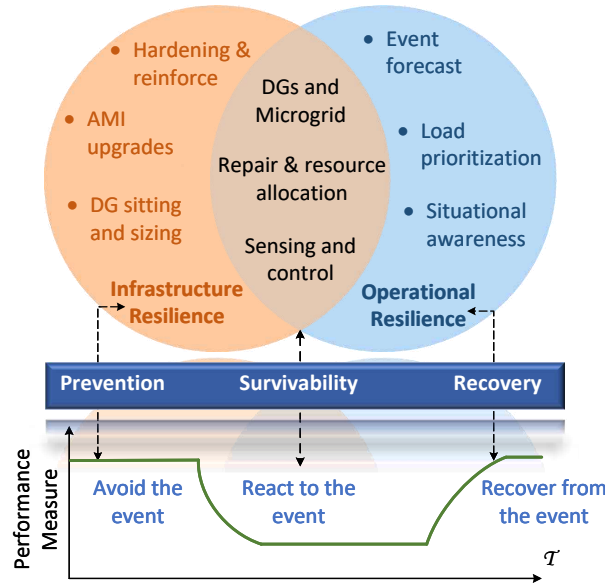 • Hardening &
reinforce
• AMI
upgrades
• DG sitting
and sizing
Infrastructure
Resilience
DGs and
Microgrid
Repair & resource
allocation
Sensing and
control
• Event
forecast
• Load
prioritization
• Situational
awareness
Operational
Resilience
Prevention
Survivability
Recovery
Performance
Measure
Avoid the
event
React to the
event
Recover from
the event
𝒯